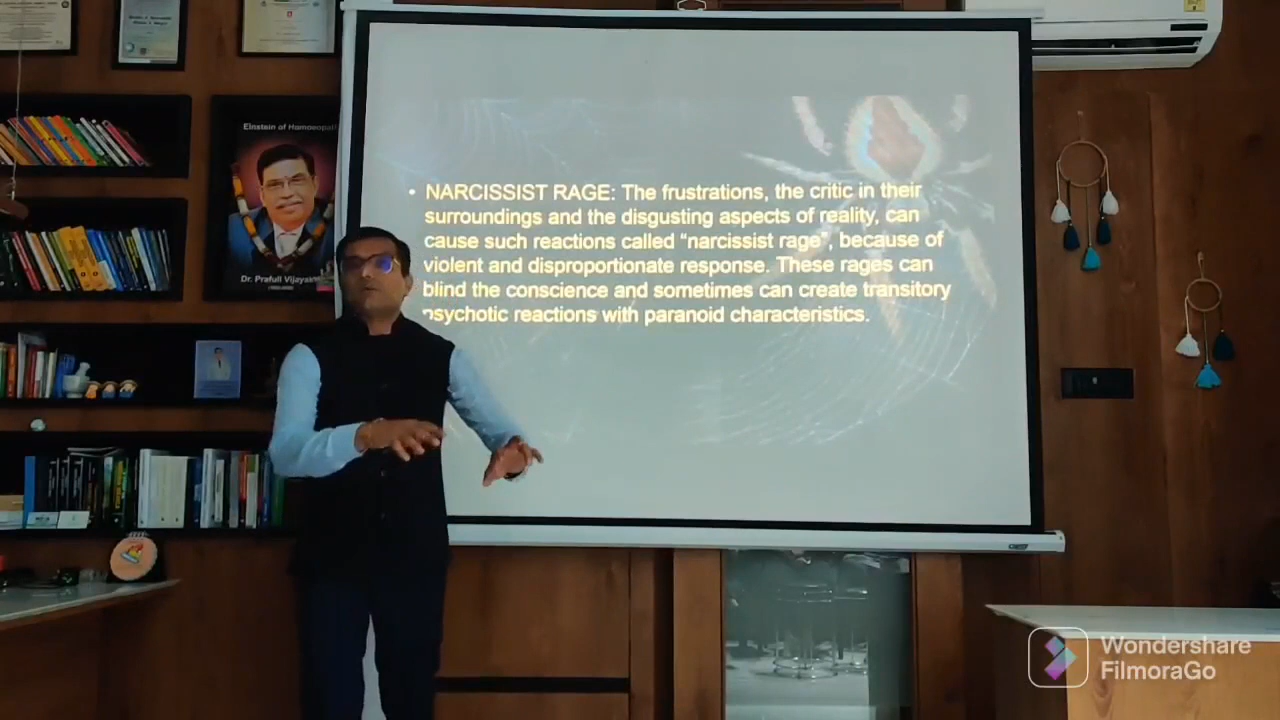 Einstein of Homoeopat
Dr. Prafull Vijayak
• NARCISSIST RAGE: The frustrations, the critic in their
surroundings and the disgusting aspects of reality, can
cause such reactions called “narcissist rage”, because of
violent and disproportionate response. These rages can
blind the conscience and sometimes can create transitory
psychotic reactions with paranoid characteristics.
Wondershare
FilmoraGo